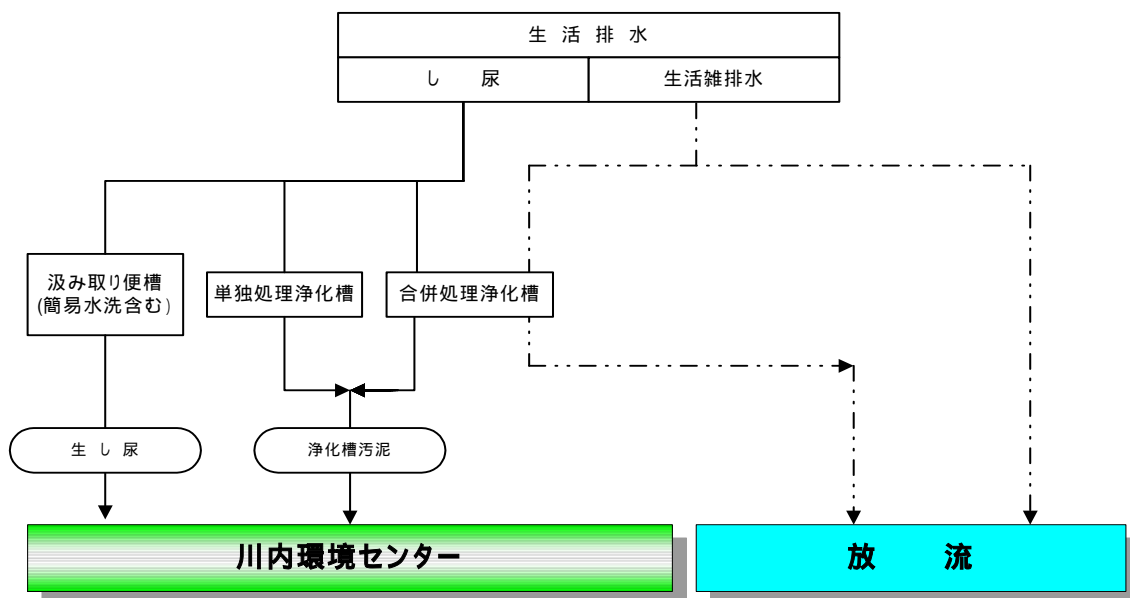 生 活 排 水
し 尿
生活雑排水
汲み取り便槽
(簡易水洗含む)
単独処理浄化槽
合併処理浄化槽
生 し 尿
浄化槽汚泥
川内環境センター
放 流